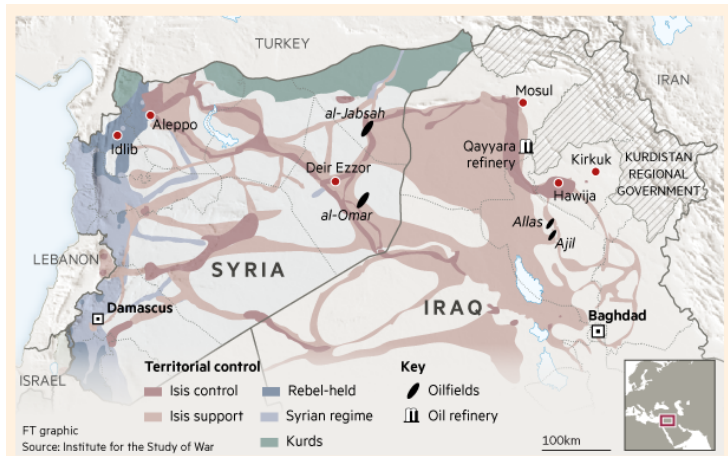 TURKEY
IRAN
Mosul
al-Jabsah
Aleppo
Idlib
Qayyara
refinery
Kirkuk
KURDISTAN
REGIONAL
GOVERNMENT
Deir Ezzor
Hawija
al-Omar
Allas
Ajil
LEBANON
SYRIA
IRAQ
Damascus
Baghdad
ISRAEL
Territorial control
Isis control
Isis support
Rebel-held
Syrian regime
Kurds
Key
Oilfields
Oil refinery
100km
FT graphic
Source: Institute for the Study of War